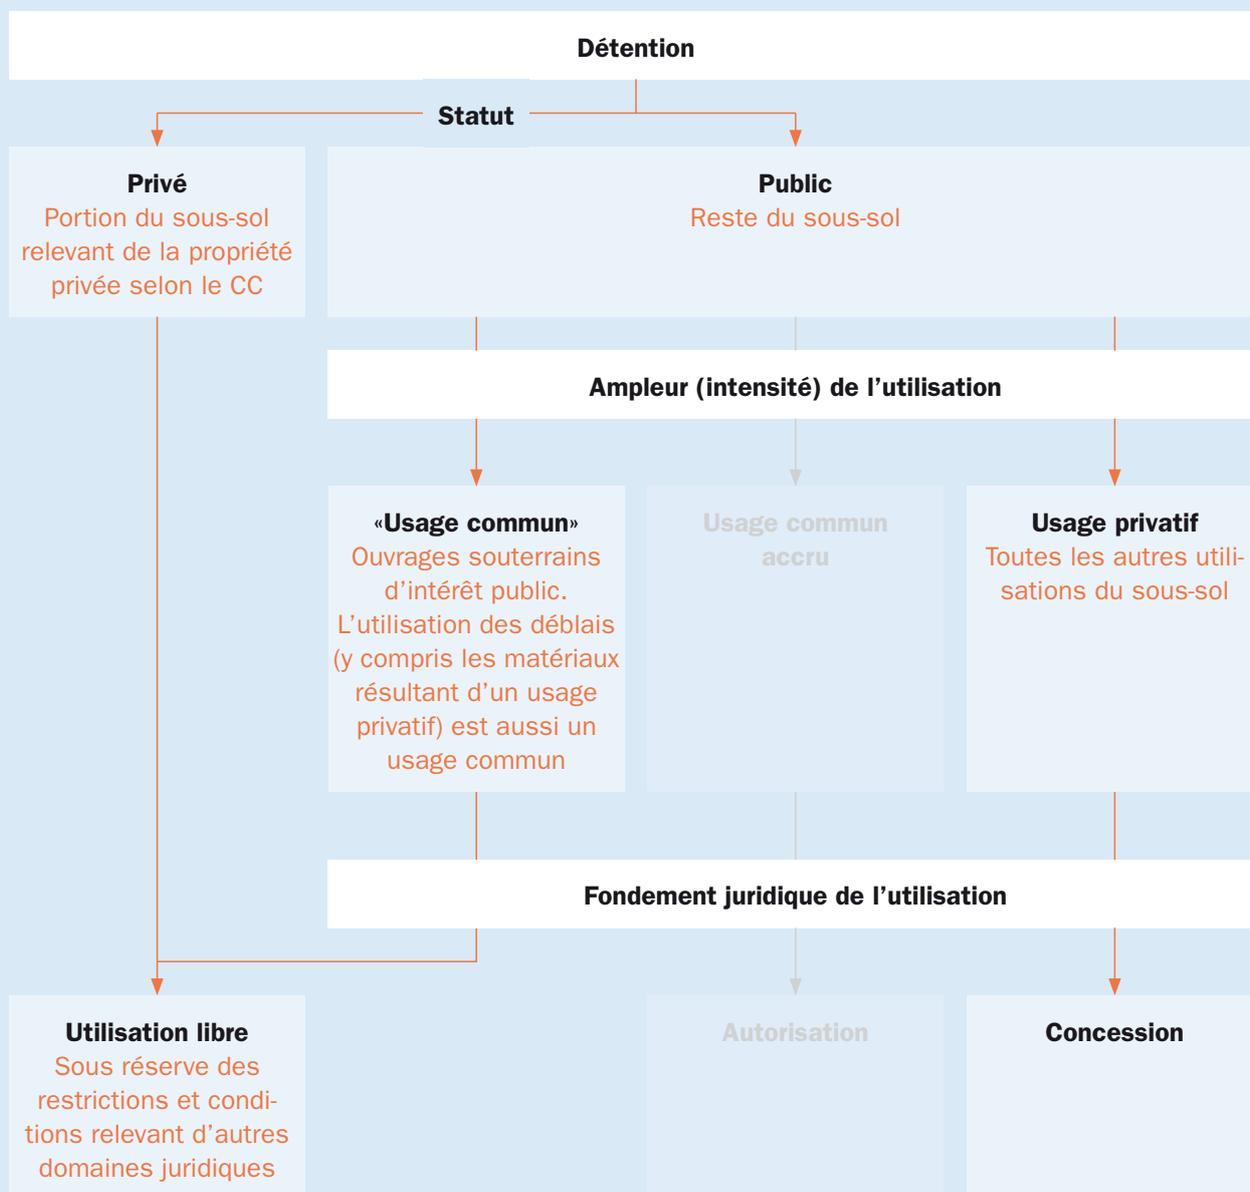 Détention
Statut
Privé
Portion du sous-sol
relevant de la propriété
privée selon le CC
Public
Reste du sous-sol
Ampleur (intensité) de l’utilisation
«Usage commun»
Ouvrages souterrains
d’intérêt public.
L’utilisation des déblais
(y compris les matériaux
résultant d’un usage
privatif) est aussi un
usage commun
Usage commun
accru
Usage privatif
Toutes les autres utili-
sations du sous-sol
Fondement juridique de l’utilisation
Utilisation libre
Sous réserve des
restrictions et condi-
tions relevant d’autres
domaines juridiques
Autorisation
Concession